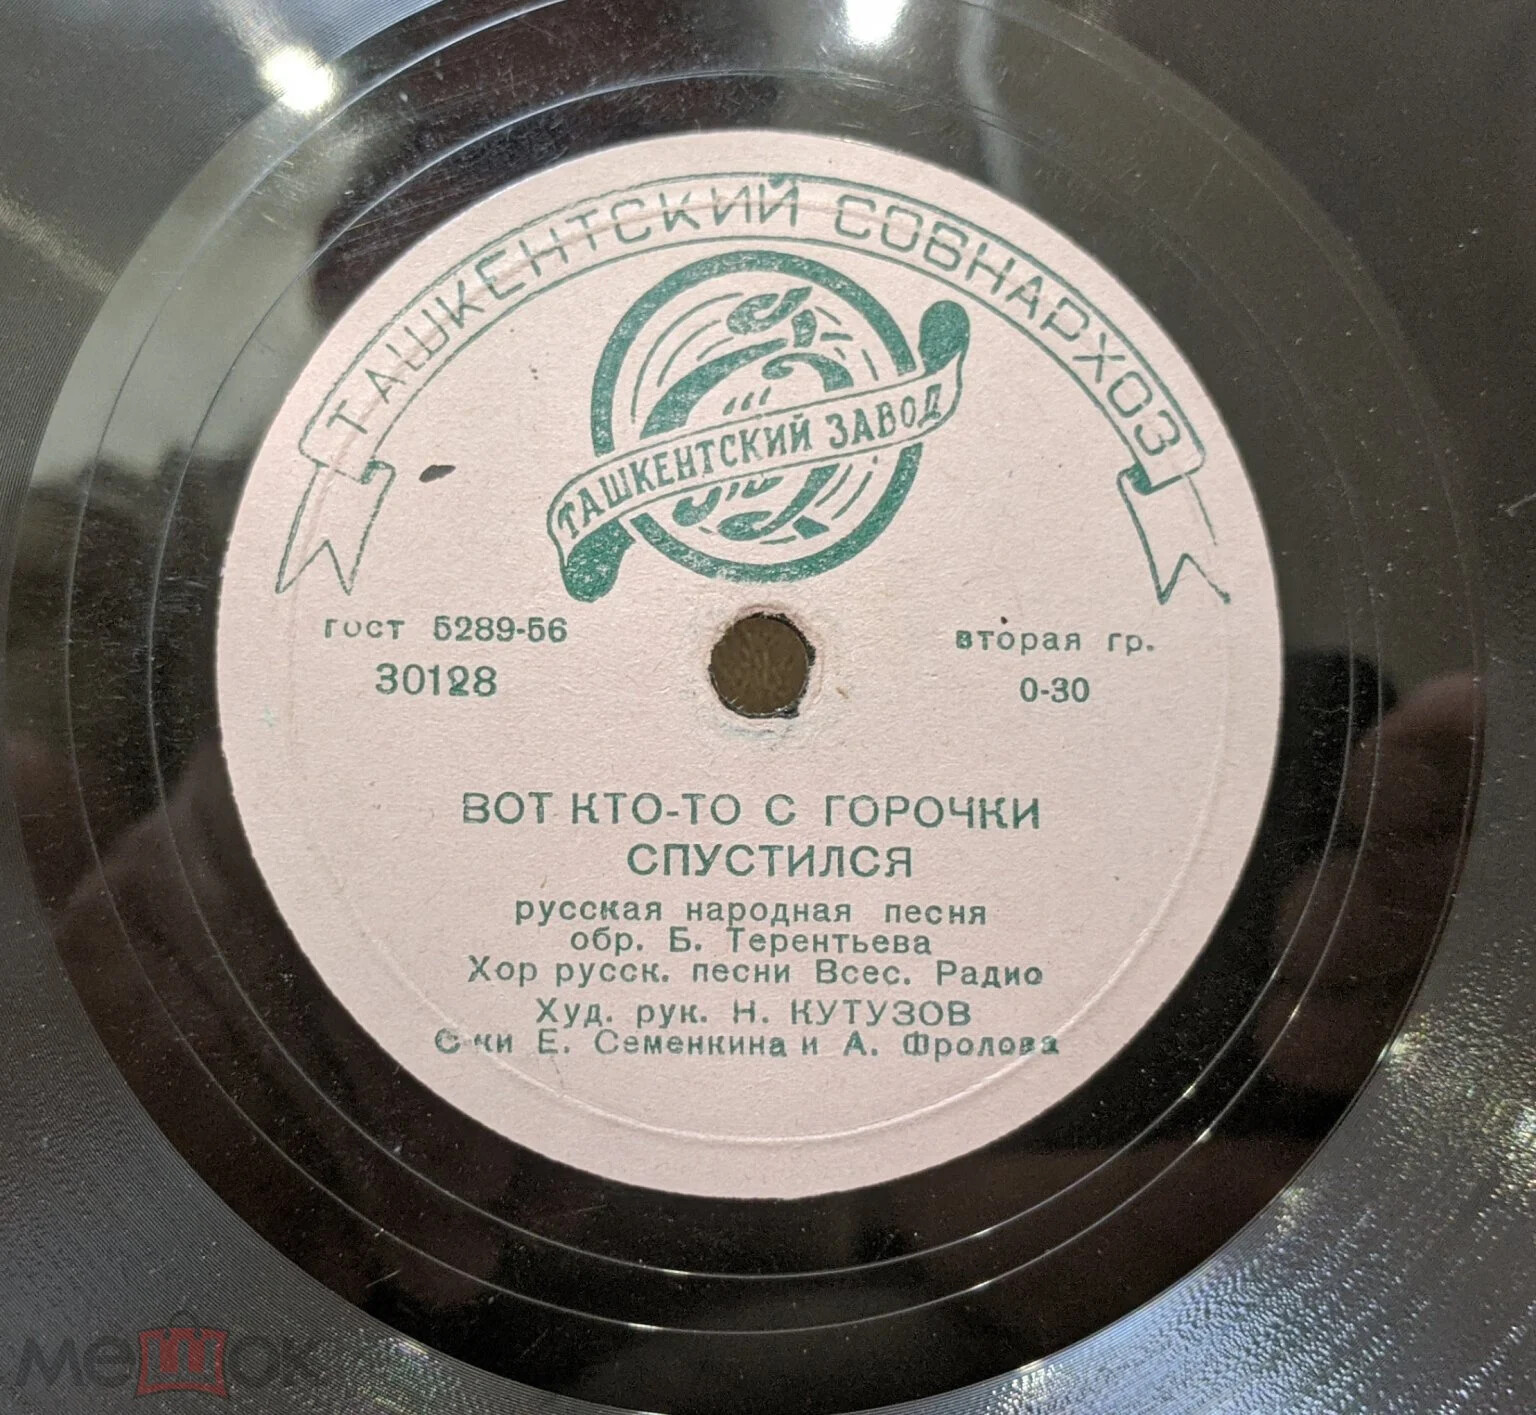 ТАШКЕНТСКИЙ СОВНАРХОЗ
ТАШКЕНТСКИЙ ЗАВОД
гост 5289-56
вторая гр.
30128
0-30
ВОТ КТО-ТО С ГОРОЧКИ
СПУСТИЛСЯ
русская народная песня
обр. Б. Терентьева
Хор русск. песни Всес. Радио
Худ. рук. Н. КУТУЗОВ
С-ки Е. Семенкина и А. Фролова
мешок